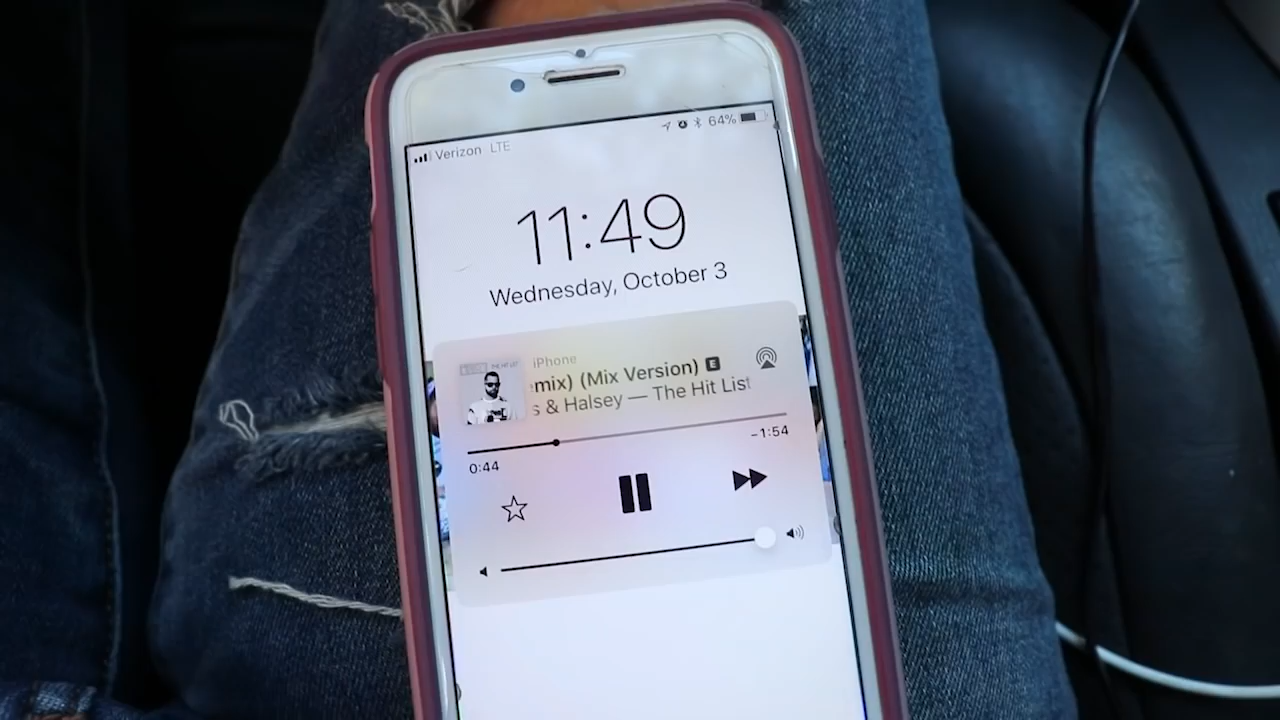 Verizon LTE
64%
11:49
Wednesday, October 3
iPhone
mix) (Mix Version) E
s & Halsey — The Hit List
0:44
-1:54